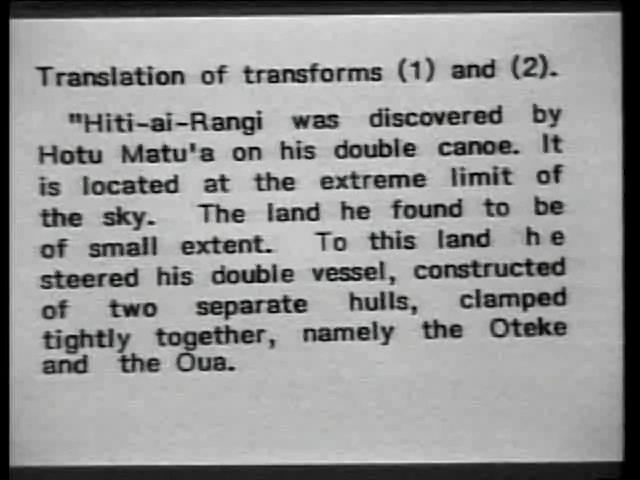 Translation of transforms (1) and (2).
"Hiti-ai-Rangi was discovered by
Hotu Matu'a on his double canoe. It
is located at the extreme limit of
the sky. The land he found to be
of small extent. To this land he
steered his double vessel, constructed
of two separate hulls, clamped
tightly together, namely the Oteke
and the Oua.